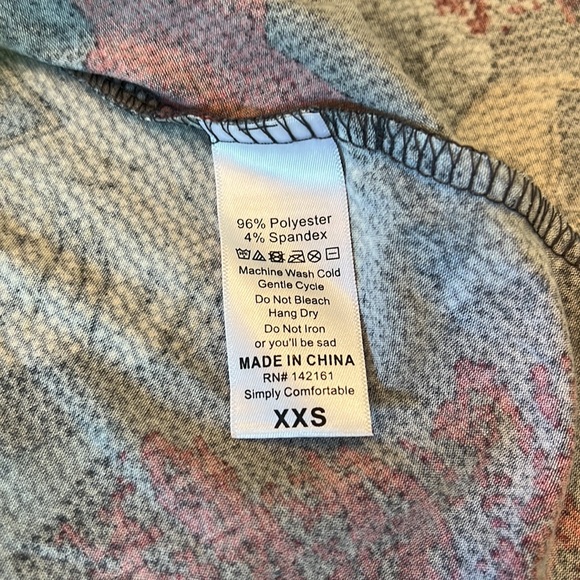 96% Polyester
4% Spandex
Machine Wash Cold
Gentle Cycle
Do Not Bleach
Hang Dry
Do Not Iron
or you'll be sad
MADE IN CHINA
RN# 142161
Simply Comfortable
XXS